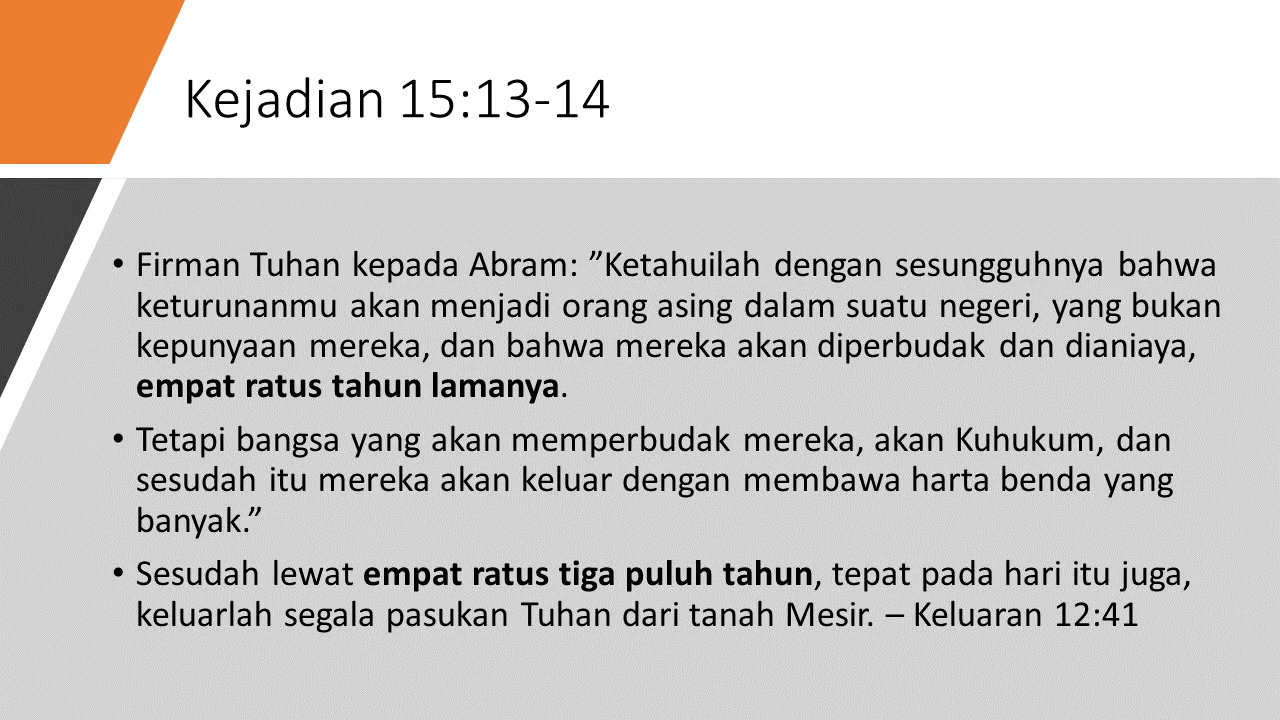 Kejadian 15:13-14
• Firman Tuhan kepada Abram: ”Ketahuilah dengan sesungguhnya bahwa
keturunanmu akan menjadi orang asing dalam suatu negeri, yang bukan
kepunyaan mereka, dan bahwa mereka akan diperbudak dan dianiaya,
empat ratus tahun lamanya.
• Tetapi bangsa yang akan memperbudak mereka, akan Kuhukum, dan
sesudah itu mereka akan keluar dengan membawa harta benda yang
banyak.”
• Sesudah lewat empat ratus tiga puluh tahun, tepat pada hari itu juga,
keluarlah segala pasukan Tuhan dari tanah Mesir. – Keluaran 12:41